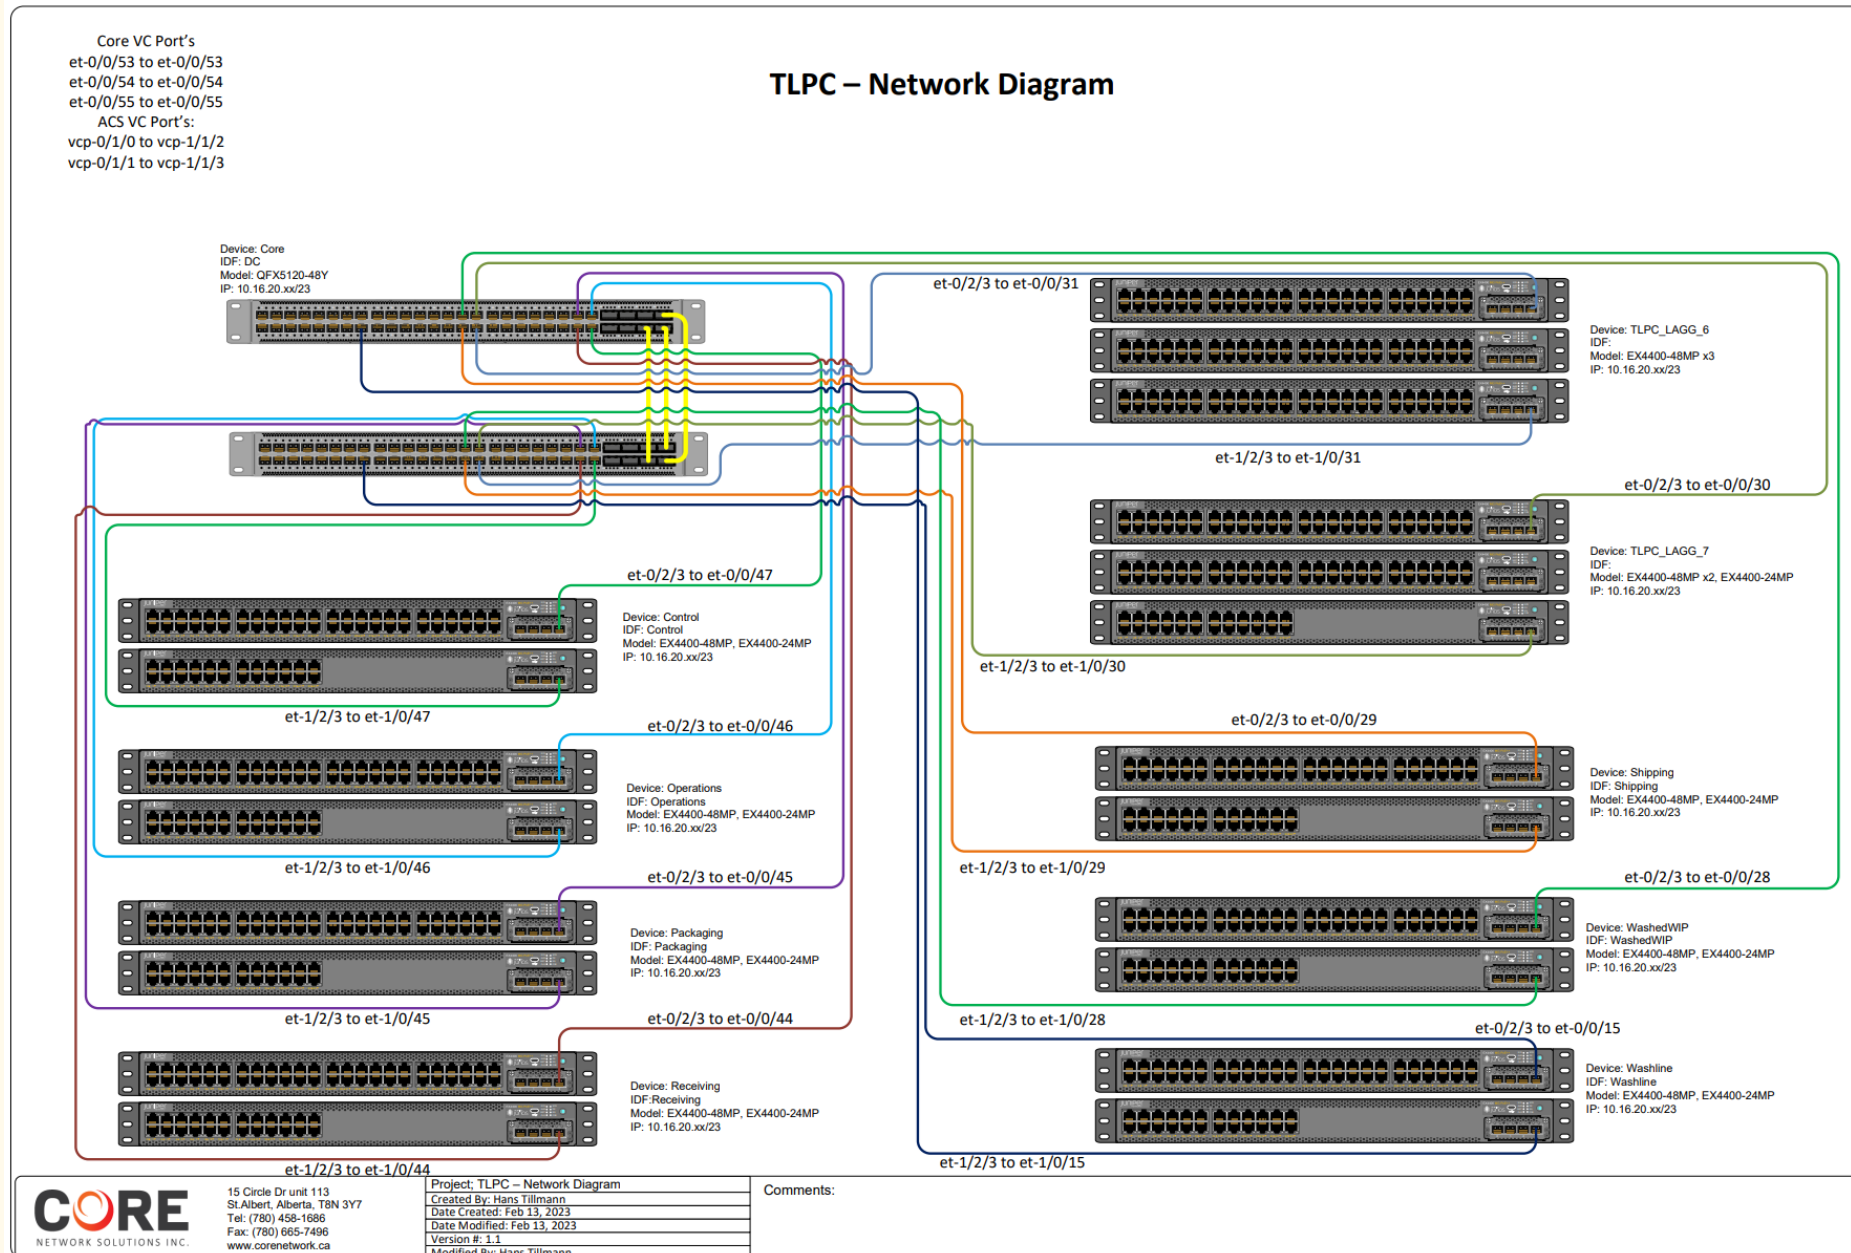 Core VC Port's
et-0/0/53 to et-0/0/53
et-0/0/54 to et-0/0/54
et-0/0/55 to et-0/0/55
ACS VC Port's:
vcp-0/1/0 to vcp-1/1/2
vcp-0/1/1 to vcp-1/1/3
TLPC – Network Diagram
Device: Core
IDF: DC
Model: QFX5120-48Y
IP: 10.16.20.xx/23
et-0/2/3 to et-0/0/31
Device: TLPC_LAGG_6
IDF:
Model: EX4400-48MP x3
IP: 10.16.20.xx/23
et-1/2/3 to et-1/0/31
et-0/2/3 to et-0/0/30
Device: TLPC_LAGG_7
IDF:
Model: EX4400-48MP x2, EX4400-24MP
IP: 10.16.20.xx/23
et-1/2/3 to et-1/0/30
et-0/2/3 to et-0/0/47
Device: Control
IDF: Control
Model: EX4400-48MP, EX4400-24MP
IP: 10.16.20.xx/23
et-1/2/3 to et-1/0/47
et-0/2/3 to et-0/0/46
Device: Operations
IDF: Operations
Model: EX4400-48MP, EX4400-24MP
IP: 10.16.20.xx/23
et-1/2/3 to et-1/0/46
et-0/2/3 to et-0/0/45
Device: Packaging
IDF: Packaging
Model: EX4400-48MP, EX4400-24MP
IP: 10.16.20.xx/23
et-1/2/3 to et-1/0/45
et-0/2/3 to et-0/0/44
Device: Receiving
IDF:Receiving
Model: EX4400-48MP, EX4400-24MP
IP: 10.16.20.xx/23
et-1/2/3 to et-1/0/44
et-0/2/3 to et-0/0/29
Device: Shipping
IDF: Shipping
Model: EX4400-48MP, EX4400-24MP
IP: 10.16.20.xx/23
et-1/2/3 to et-1/0/29
et-0/2/3 to et-0/0/28
Device: WashedWIP
IDF: WashedWIP
Model: EX4400-48MP, EX4400-24MP
IP: 10.16.20.xx/23
et-1/2/3 to et-1/0/28
et-0/2/3 to et-0/0/15
Device: Washline
IDF: Washline
Model: EX4400-48MP, EX4400-24MP
IP: 10.16.20.xx/23
et-1/2/3 to et-1/0/15
CORE
NETWORK SOLUTIONS INC.
15 Circle Dr unit 113
St.Albert, Alberta, T8N 3Y7
Tel: (780) 458-1686
Fax: (780) 665-7496
www.corenetwork.ca
Project; TLPC – Network Diagram
Created By: Hans Tillmann
Date Created: Feb 13, 2023
Date Modified: Feb 13, 2023
Version #: 1.1
Modified By: Hans Tillmann
Comments: